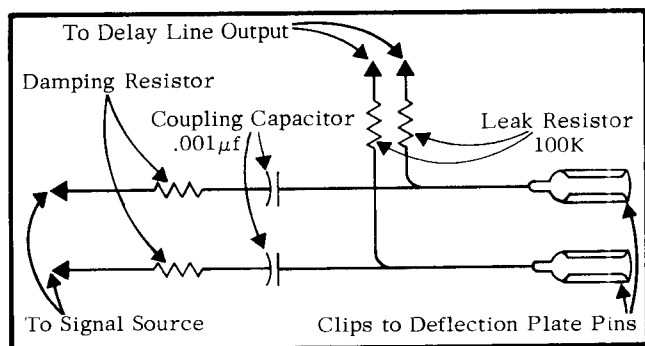 To Delay Line Output
Damping Resistor
Coupling Capacitor
.001μf
Leak Resistor
100K
To Signal Source
Clips to Deflection Plate Pins